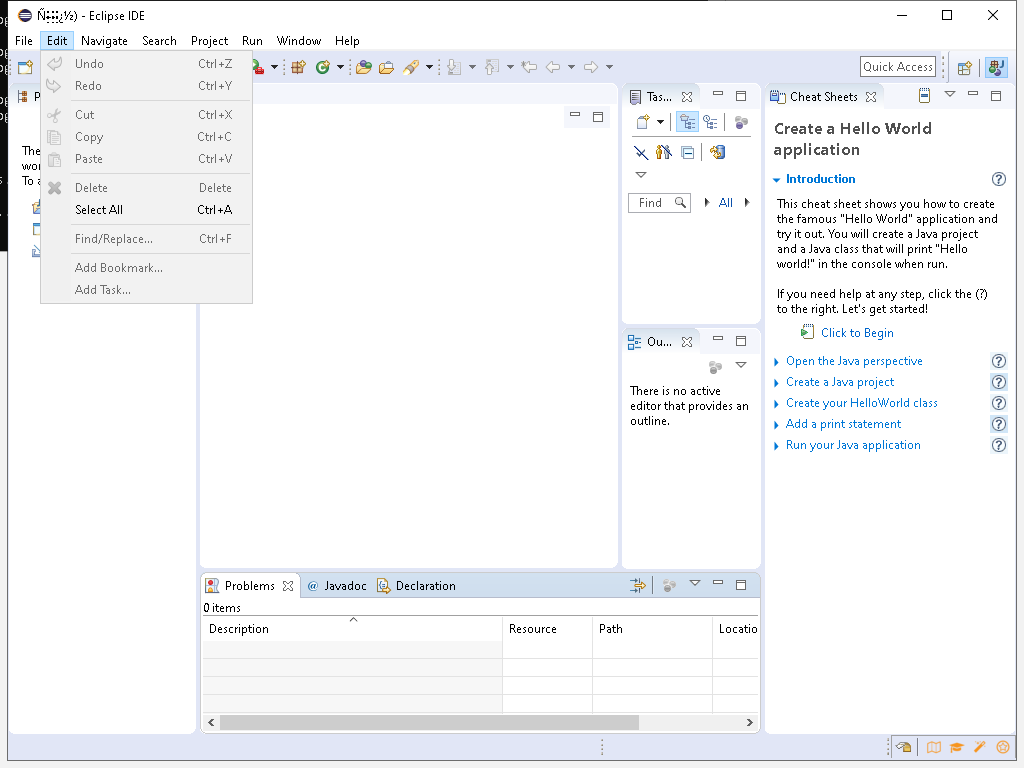 - Eclipse IDE
File Edit Navigate Search Project Run Window Help
Undo Ctrl+Z
Redo Ctrl+Y
Cut Ctrl+X
Copy Ctrl+C
Paste Ctrl+V
Delete Delete
Select All Ctrl+A
Find/Replace... Ctrl+F
Add Bookmark...
Add Task...
Quick Access
P
The
wor
To a
Tas...
Find
All
Ou...
There is no active
editor that provides an
outline.
Cheat Sheets
Create a Hello World
application
Introduction
This cheat sheet shows you how to create
the famous "Hello World" application and
try it out. You will create a Java project
and a Java class that will print "Hello
world!" in the console when run.
If you need help at any step, click the (?)
to the right. Let's get started!
Click to Begin
Open the Java perspective
Create a Java project
Create your HelloWorld class
Add a print statement
Run your Java application
Problems @ Javadoc Declaration
0 items
Description Resource Path Locatio